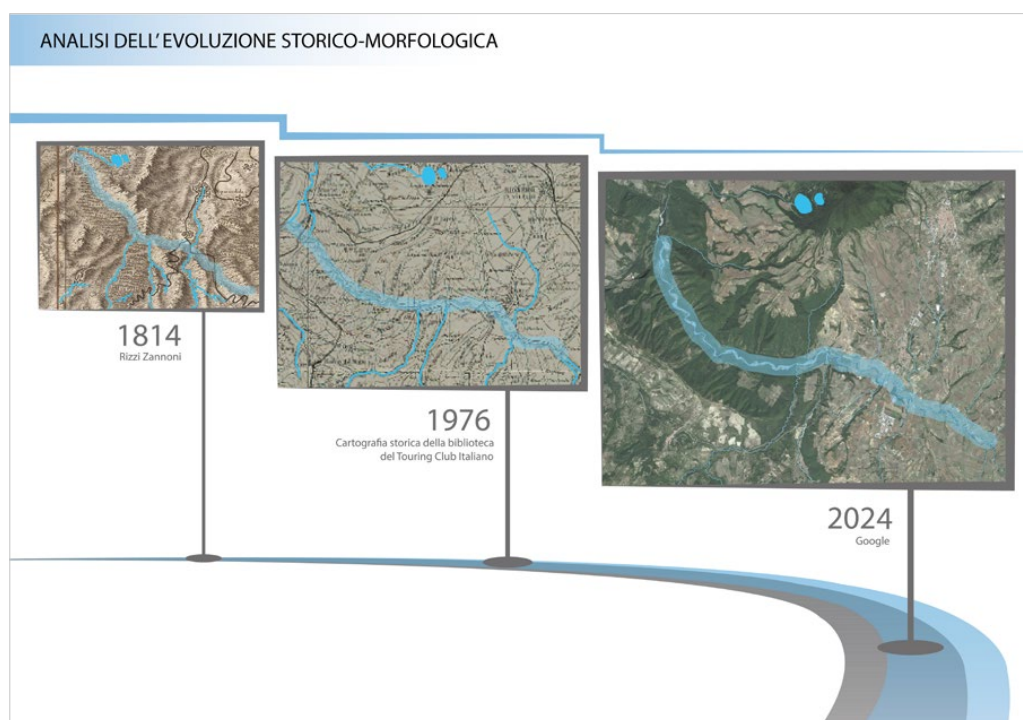 ANALISI DELL'EVOLUZIONE STORICO-MORFOLOGICA
1814
Rizzi Zannoni
1976
Cartografia storica della biblioteca
del Touring Club Italiano
2024
Google